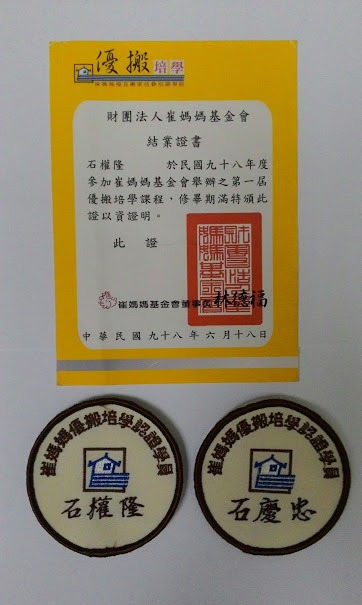 優搬培學
財團法人崔媽媽基金會
結業證書
石權隆　　於民國九十八年度
參加崔媽媽基金會舉辦之第一屆
優搬培學課程，修畢期滿特頒此
證以資證明。
此　證
崔媽媽基金會董事長 林德福
中華民國九十八年六月十八日
崔媽媽優搬培學認證學員
石權隆
崔媽媽優搬培學認證學員
石慶忠